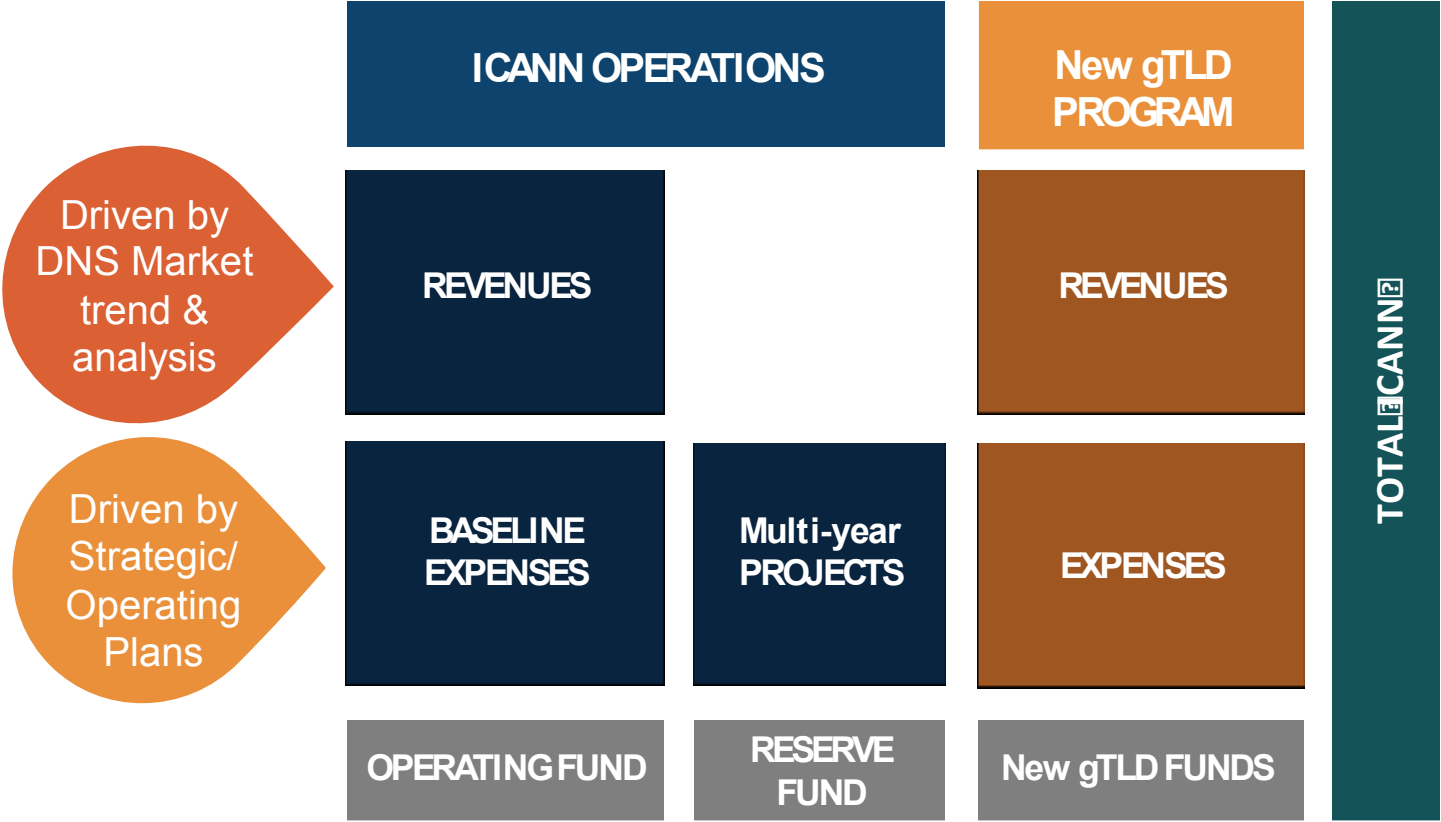 ICANN OPERATIONS
New gTLD
PROGRAM
Driven by
DNS Market
trend &
analysis
REVENUES
REVENUES
Driven by
Strategic/
Operating
Plans
BASELINE
EXPENSES
Multi-year
PROJECTS
EXPENSES
OPERATING FUND
RESERVE
FUND
New gTLD FUNDS
TOTAL ICANN